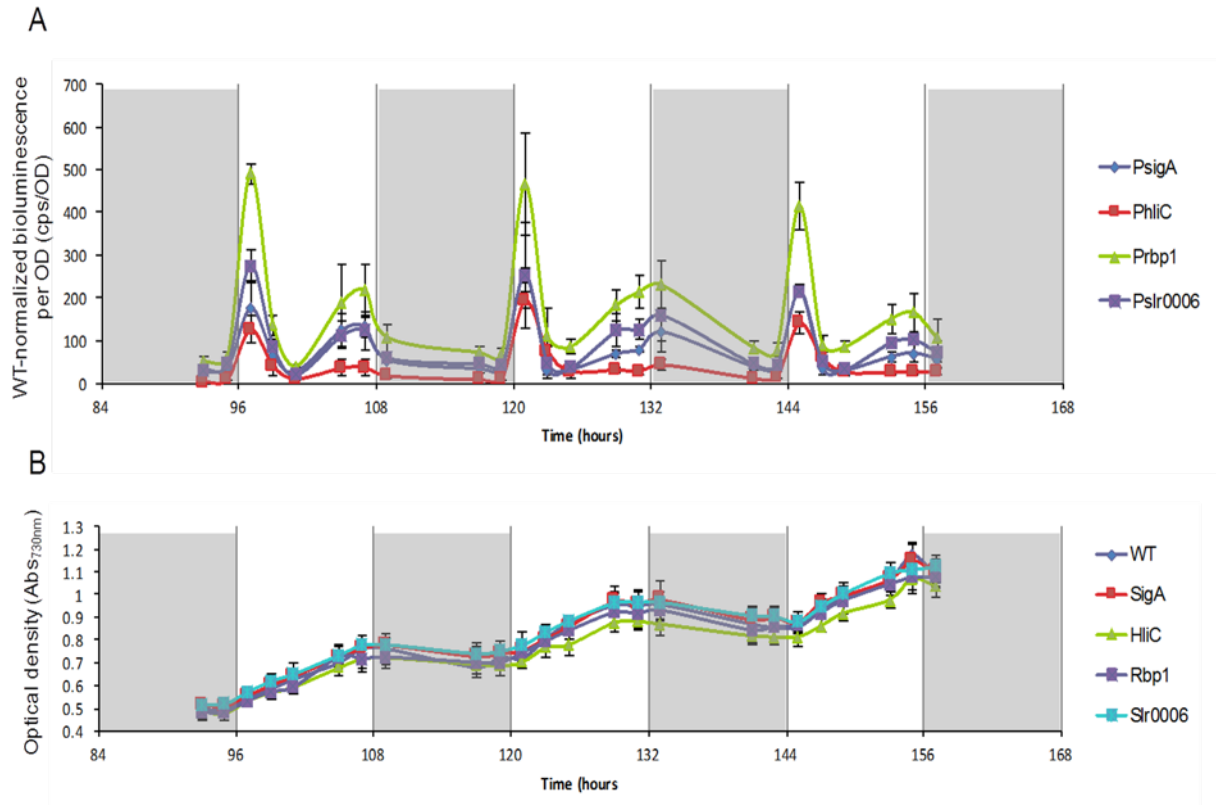 A
WT-normalized bioluminescence
per OD (cps/OD)
700
600
500
400
300
200
100
0
84
96
108
120
132
144
156
168
Time (hours)
PsigA
PhliC
Prbp1
Pslr0006
B
Optical density (Abs730nm)
1.3
1.2
1.1
1
0.9
0.8
0.7
0.6
0.5
0.4
84
96
108
120
132
144
156
168
Time (hours
WT
SigA
HliC
Rbp1
Slr0006